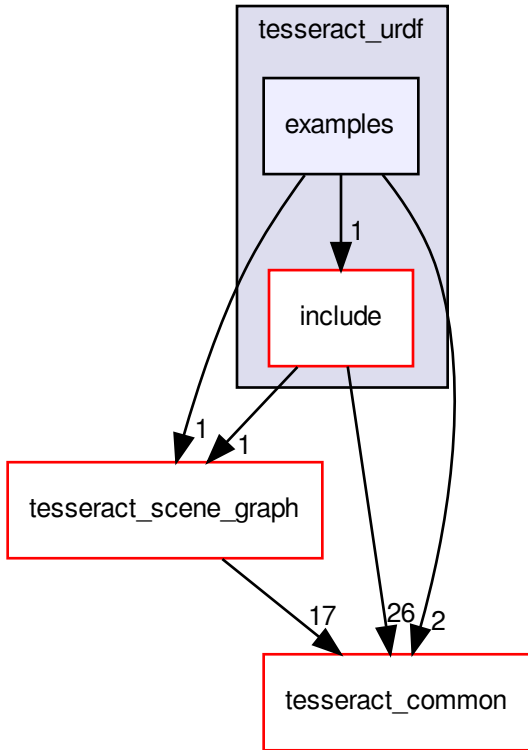 tesseract_urdf
examples
1
include
1
1
tesseract_scene_graph
17
26
2
tesseract_common